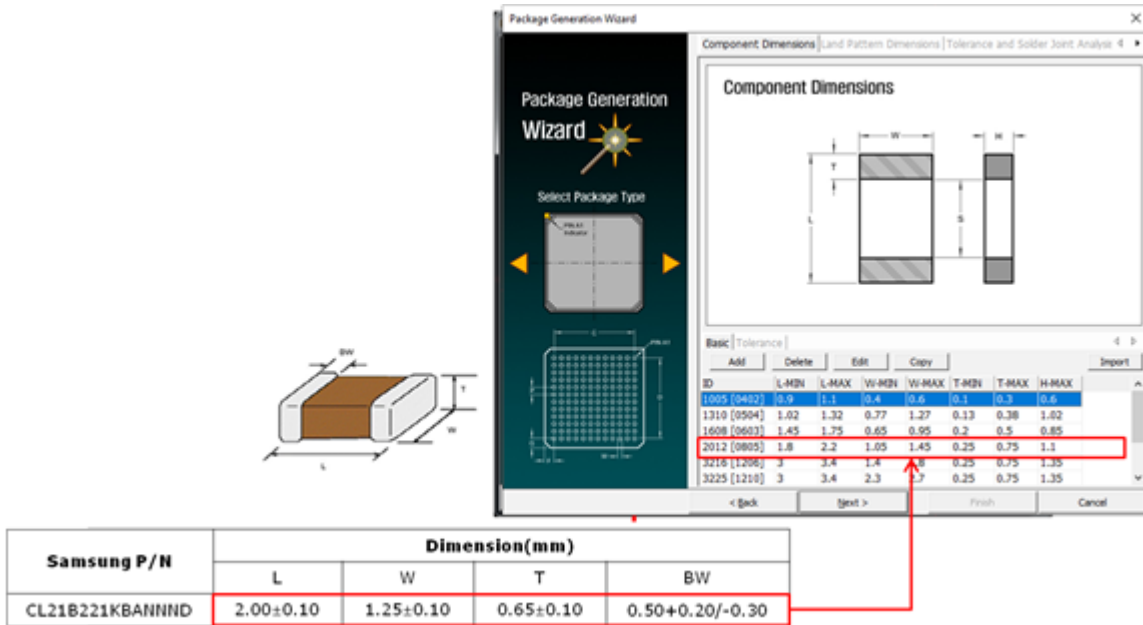 Package Generation Wizard
Component Dimensions Land Pattern Dimensions Tolerance and Solder Joint Analysis
Package Generation
Wizard
Select Package Type
PIN A1
Indicator
PIN A1
Component Dimensions
W H
T
L S
Basic Tolerance
Add Delete Edit Copy Import
ID L-MIN L-MAX W-MIN W-MAX T-MIN T-MAX H-MAX
1005 [0402] 0.9 1.1 0.4 0.6 0.1 0.3 0.6
1310 [0504] 1.02 1.32 0.77 1.27 0.13 0.38 1.02
1608 [0603] 1.45 1.75 0.65 0.95 0.2 0.5 0.85
2012 [0805] 1.8 2.2 1.05 1.45 0.25 0.75 1.1
3216 [1206] 3 3.4 1.4 0.25 0.75 1.35
3225 [1210] 3 3.4 2.3 2.7 0.25 0.75 1.35
< Back Next > Finish Cancel
BW
T
W
L
Samsung P/N Dimension(mm)
L W T BW
CL21B221KBANNND 2.00±0.10 1.25±0.10 0.65±0.10 0.50+0.20/-0.30